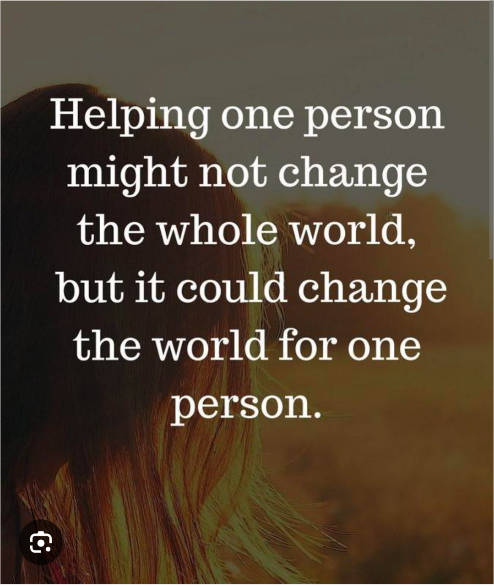 Helping one person
might not change
the whole world,
but it could change
the world for one
person.